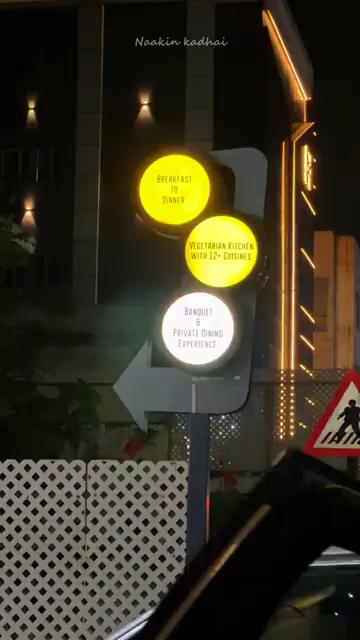 Naakin kadhai
BREAKFAST
TO
DINNER
VEGETARIAN KITCHEN
WITH 12+ CUISINES
BANQUET
&
PRIVATE DINING
EXPERIENCE